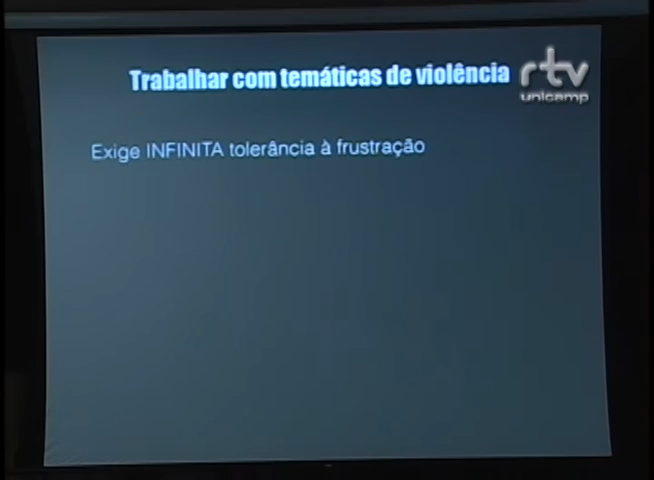 Trabalhar com temáticas de violência
rtv
unicamp
Exige INFINITA tolerância à frustração